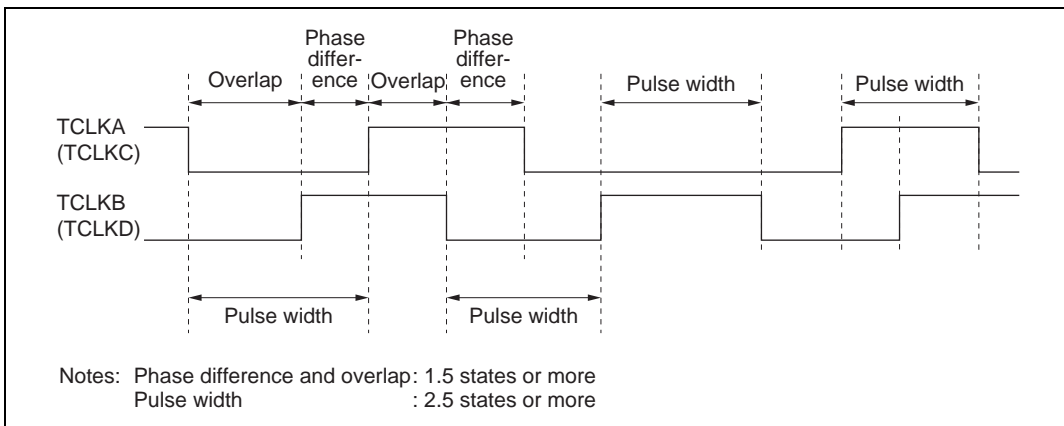 Phase
differ-
ence
Phase
differ-
ence
Overlap
Overlap
Pulse width
Pulse width
TCLKA
(TCLKC)
TCLKB
(TCLKD)
Pulse width
Pulse width
Notes: Phase difference and overlap : 1.5 states or more
Pulse width : 2.5 states or more